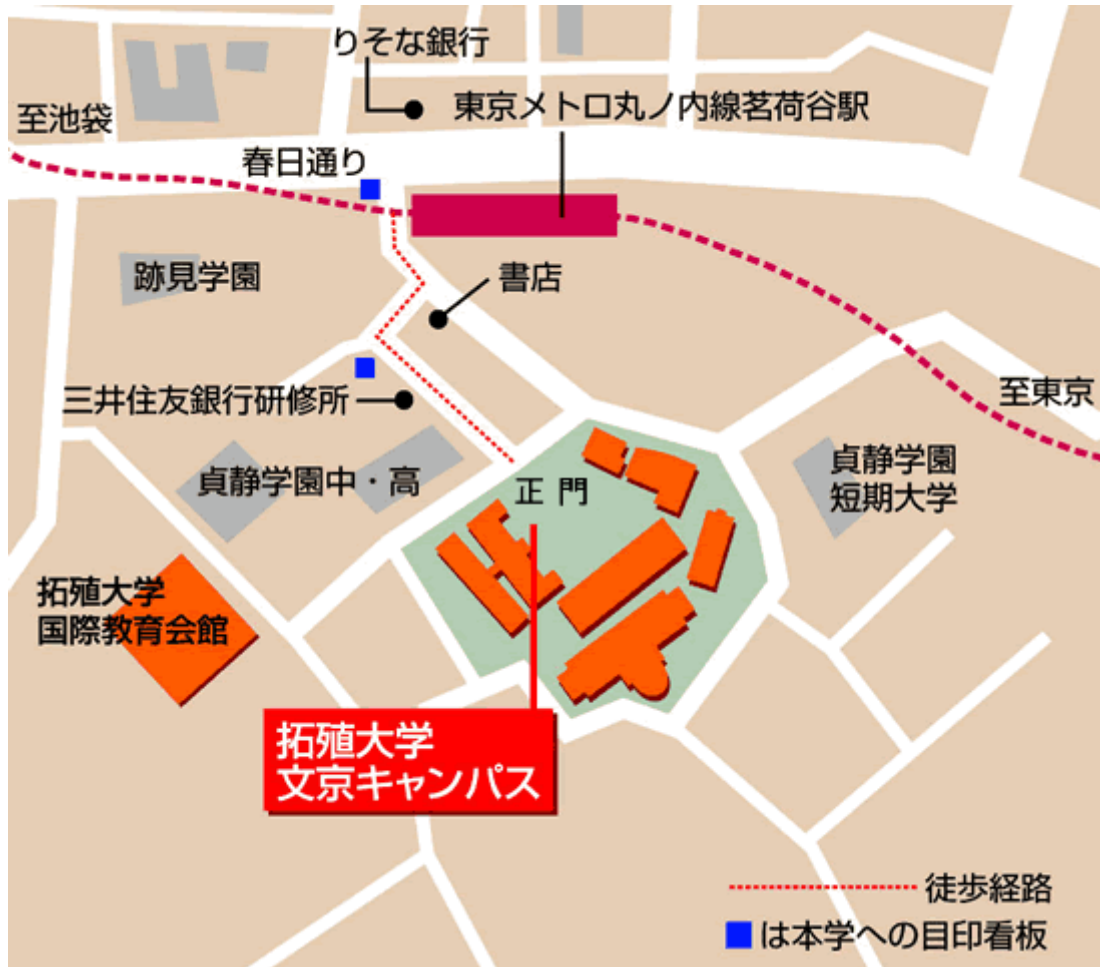 りそな銀行
東京メトロ丸ノ内線茗荷谷駅
至池袋
春日通り
跡見学園
書店
三井住友銀行研修所
至東京
貞静学園中・高
貞静学園
短期大学
正門
拓殖大学
国際教育会館
拓殖大学
文京キャンパス
徒歩経路
は本学への目印看板